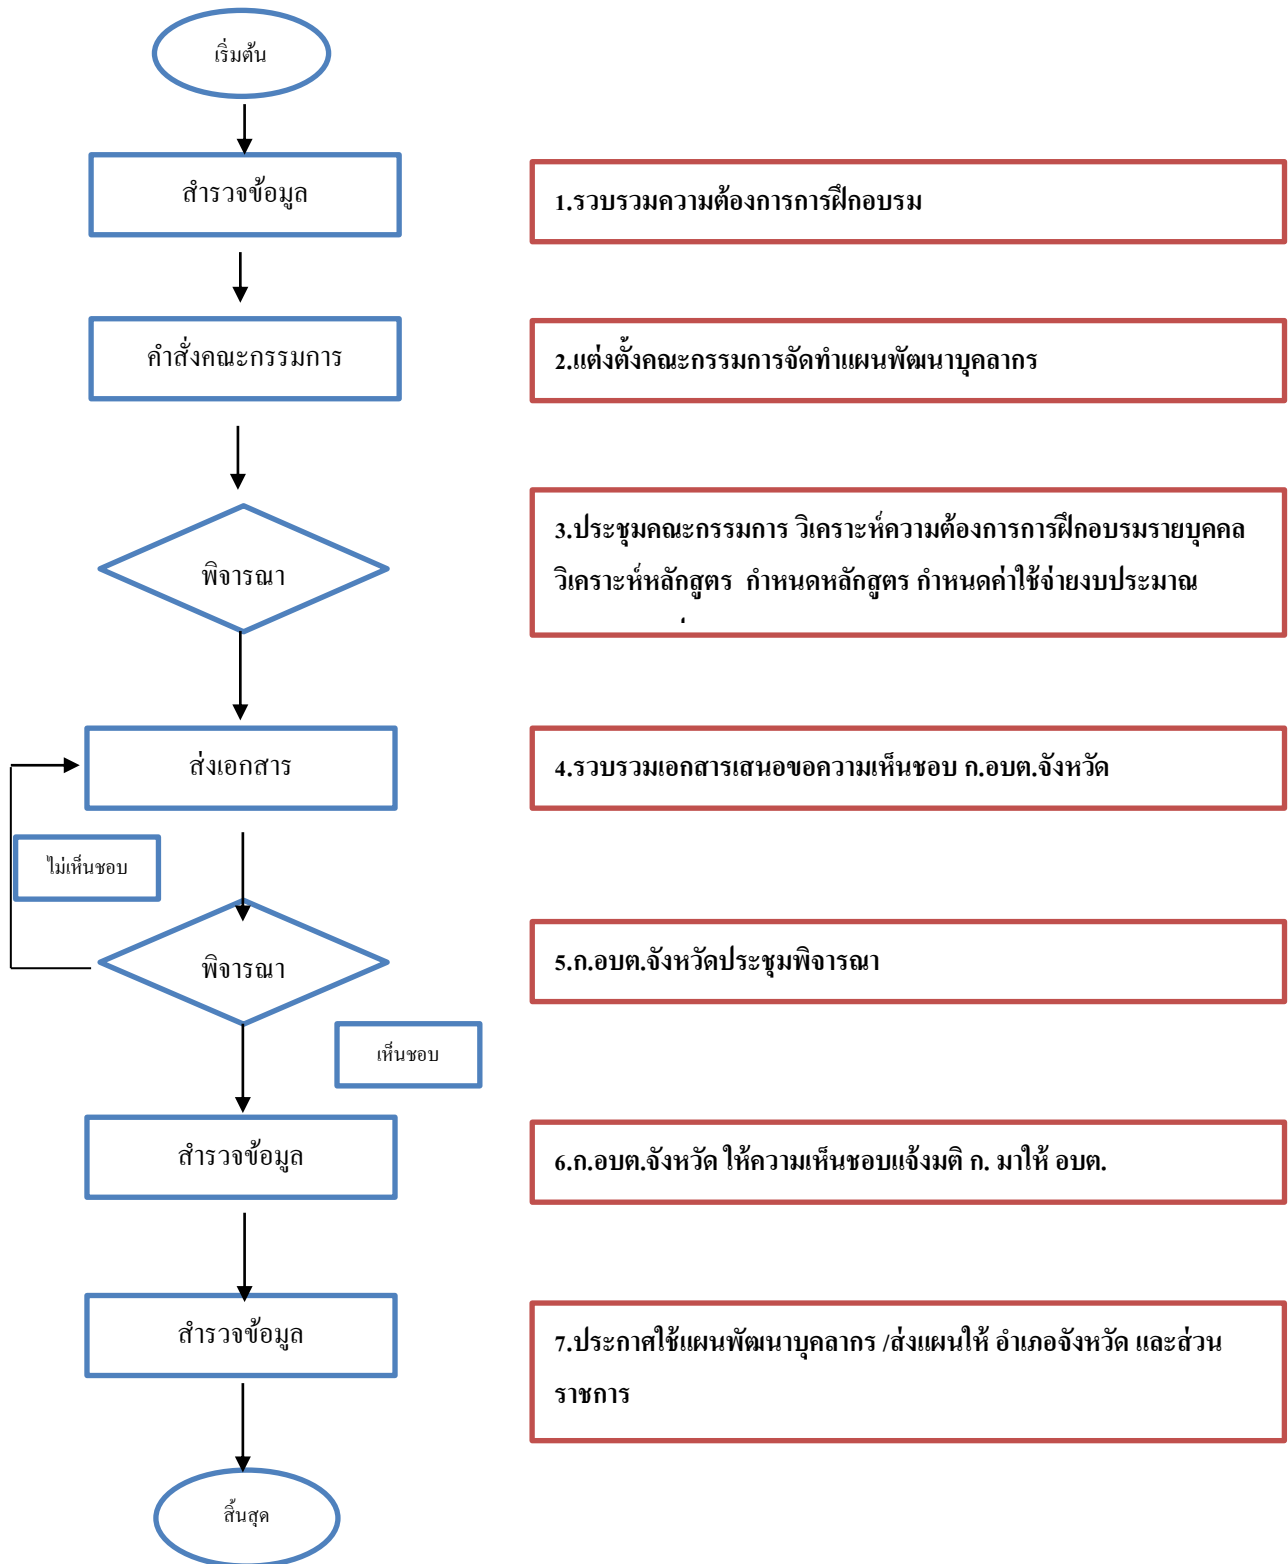 เริ่มต้น
สำรวจข้อมูล
1.รวบรวมความต้องการการฝึกอบรม
คำสั่งคณะกรรมการ
2.แต่งตั้งคณะกรรมการจัดทำแผนพัฒนาบุคลากร
พิจารณา
3.ประชุมคณะกรรมการ วิเคราะห์ความต้องการการฝึกอบรมรายบุคคล
วิเคราะห์หลักสูตร กำหนดหลักสูตร กำหนดค่าใช้จ่ายงบประมาณ
ส่งเอกสาร
4.รวบรวมเอกสารเสนอขอความเห็นชอบ ก.อบต.จังหวัด
ไม่เห็นชอบ
พิจารณา
5.ก.อบต.จังหวัดประชุมพิจารณา
เห็นชอบ
สำรวจข้อมูล
6.ก.อบต.จังหวัด ให้ความเห็นชอบแจ้งมติ ก. มาให้ อบต.
สำรวจข้อมูล
7.ประกาศใช้แผนพัฒนาบุคลากร /ส่งแผนให้ อำเภอจังหวัด และส่วน
ราชการ
สิ้นสุด